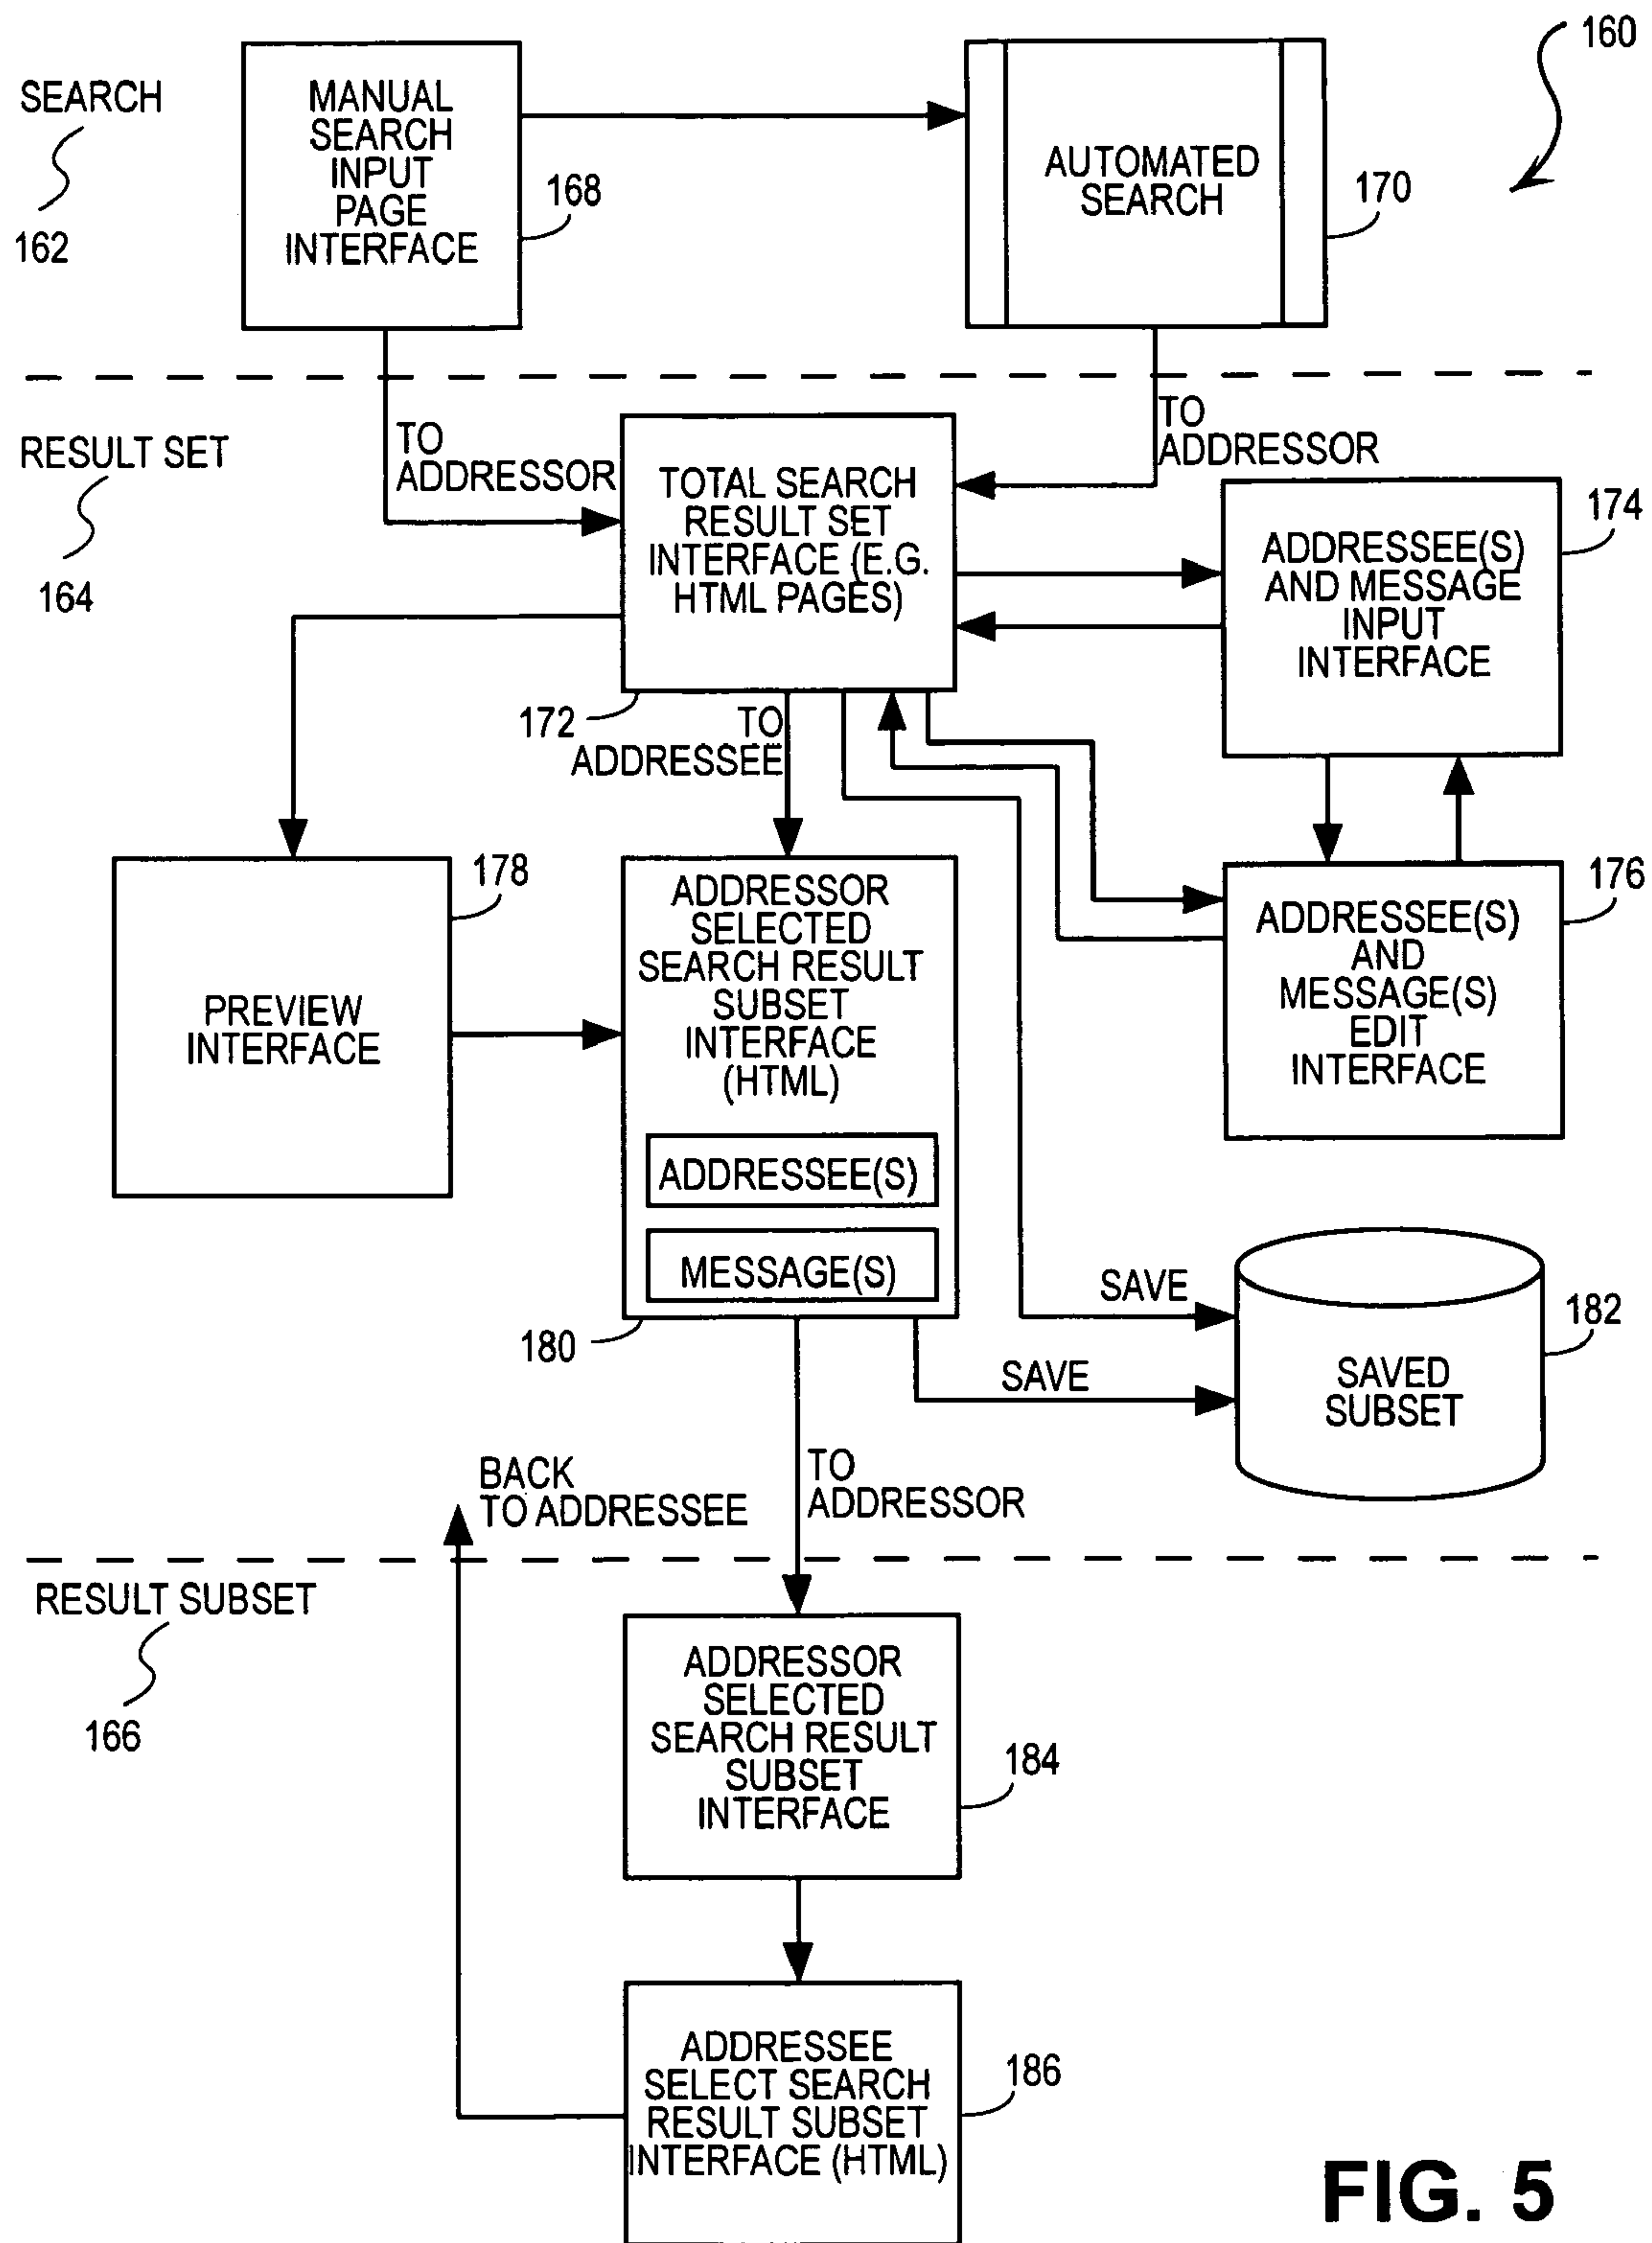 160
SEARCH
162
MANUAL
SEARCH
INPUT
PAGE
INTERFACE
168
AUTOMATED
SEARCH
170
RESULT SET
164
TO
ADDRESSOR
TO
ADDRESSOR
TOTAL SEARCH
RESULT SET
INTERFACE (E.G.
HTML PAGES)
172
174
ADDRESSEE(S)
AND MESSAGE
INPUT
INTERFACE
TO
ADDRESSEE
178
PREVIEW
INTERFACE
ADDRESSOR
SELECTED
SEARCH RESULT
SUBSET
INTERFACE
(HTML)
ADDRESSEE(S)
MESSAGE(S)
180
176
ADDRESSEE(S)
AND
MESSAGE(S)
EDIT
INTERFACE
SAVE
SAVE
182
SAVED
SUBSET
BACK
TO ADDRESSEE
TO
ADDRESSOR
RESULT SUBSET
166
ADDRESSOR
SELECTED
SEARCH RESULT
SUBSET
INTERFACE
184
ADDRESSEE
SELECT SEARCH
RESULT SUBSET
INTERFACE (HTML)
186
FIG. 5